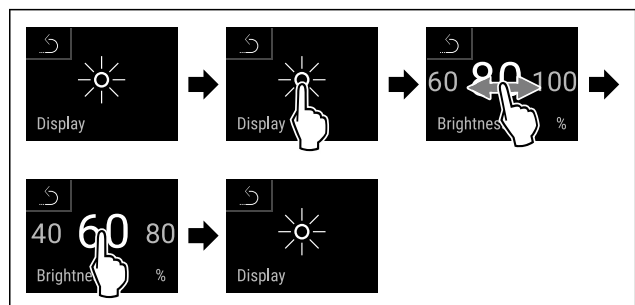 Display
Display
60 80 100
Brightnes %
40 60 80
Brightne %
Display